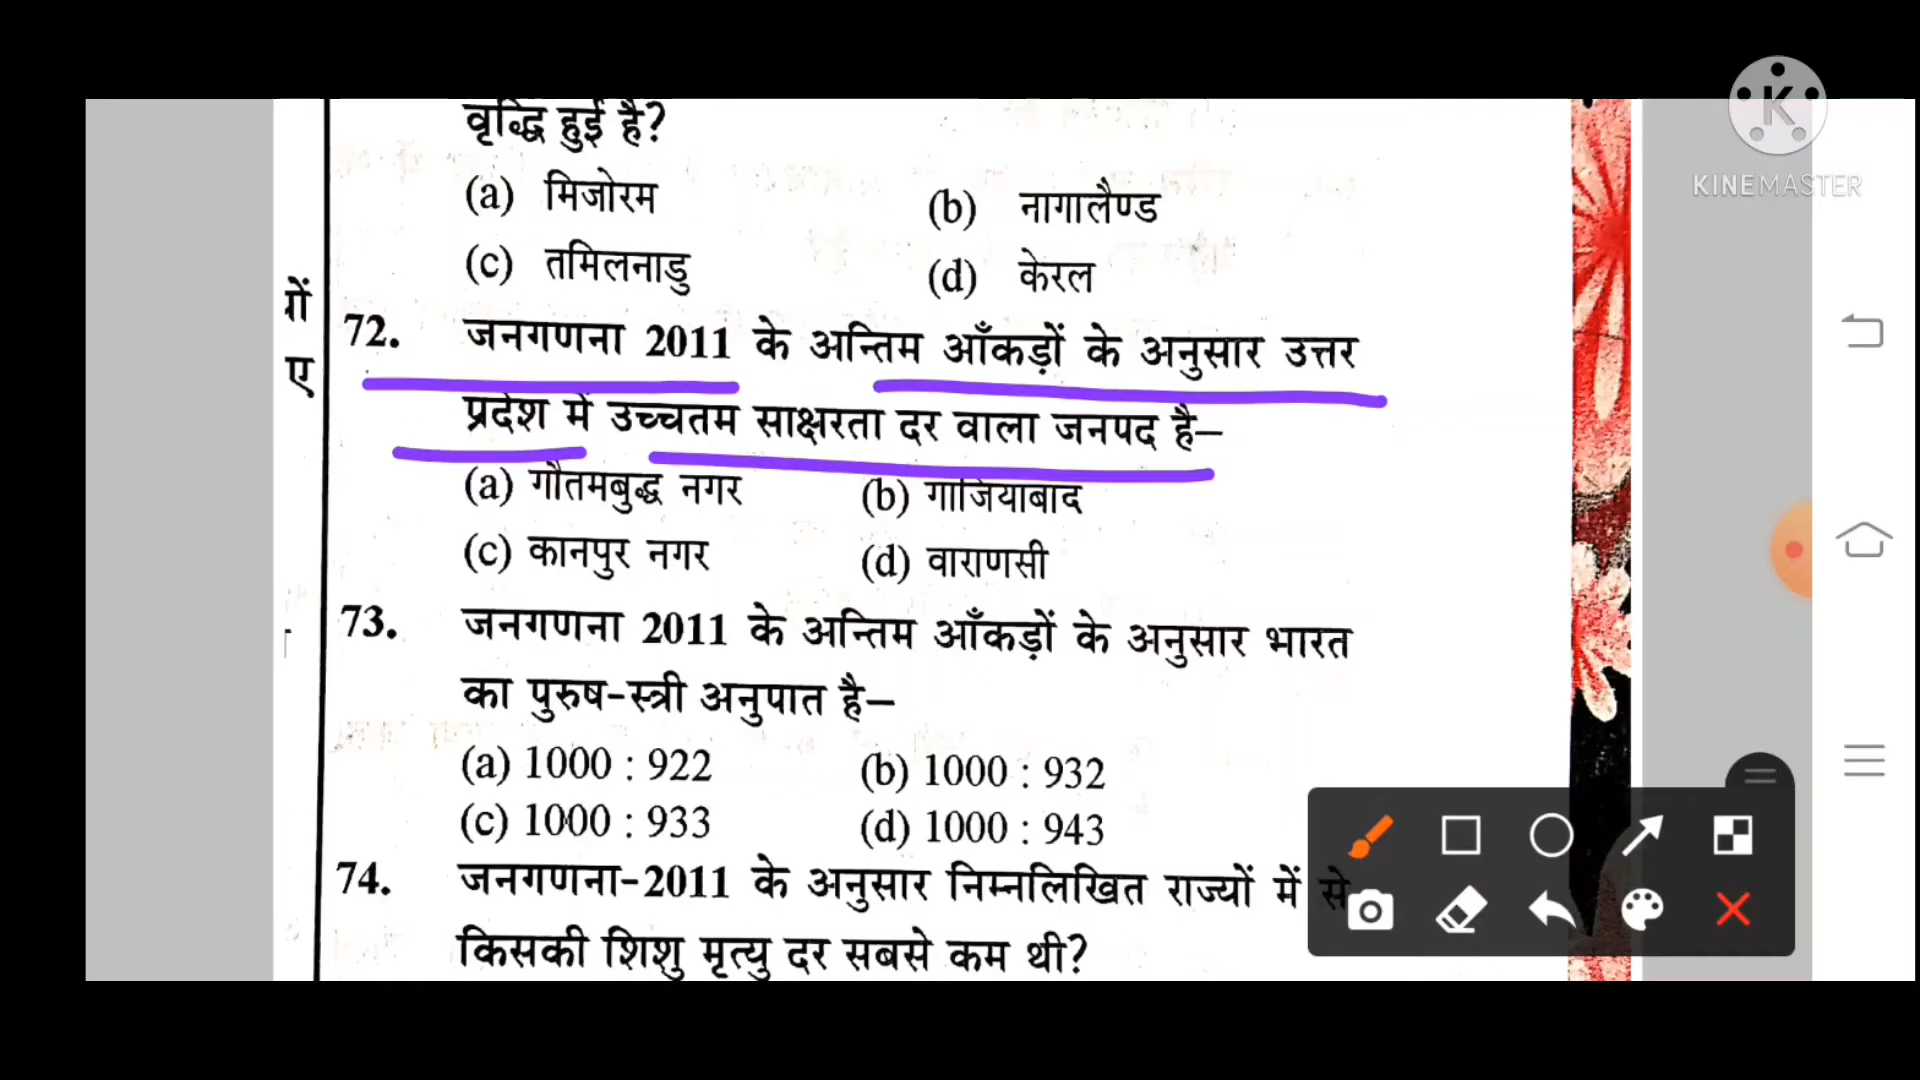 वृद्धि हुई है?
(a) मिजोरम (b) नागालैण्ड
(c) तमिलनाडु (d) केरल
72. जनगणना 2011 के अन्तिम आँकड़ों के अनुसार उत्तर
प्रदेश में उच्चतम साक्षरता दर वाला जनपद है–
(a) गौतमबुद्ध नगर (b) गाजियाबाद
(c) कानपुर नगर (d) वाराणसी
73. जनगणना 2011 के अन्तिम आँकड़ों के अनुसार भारत
का पुरुष-स्त्री अनुपात है–
(a) 1000 : 922 (b) 1000 : 932
(c) 1000 : 933 (d) 1000 : 943
74. जनगणना-2011 के अनुसार निम्नलिखित राज्यों में से
किसकी शिशु मृत्यु दर सबसे कम थी?
ए
K
KINEMASTER